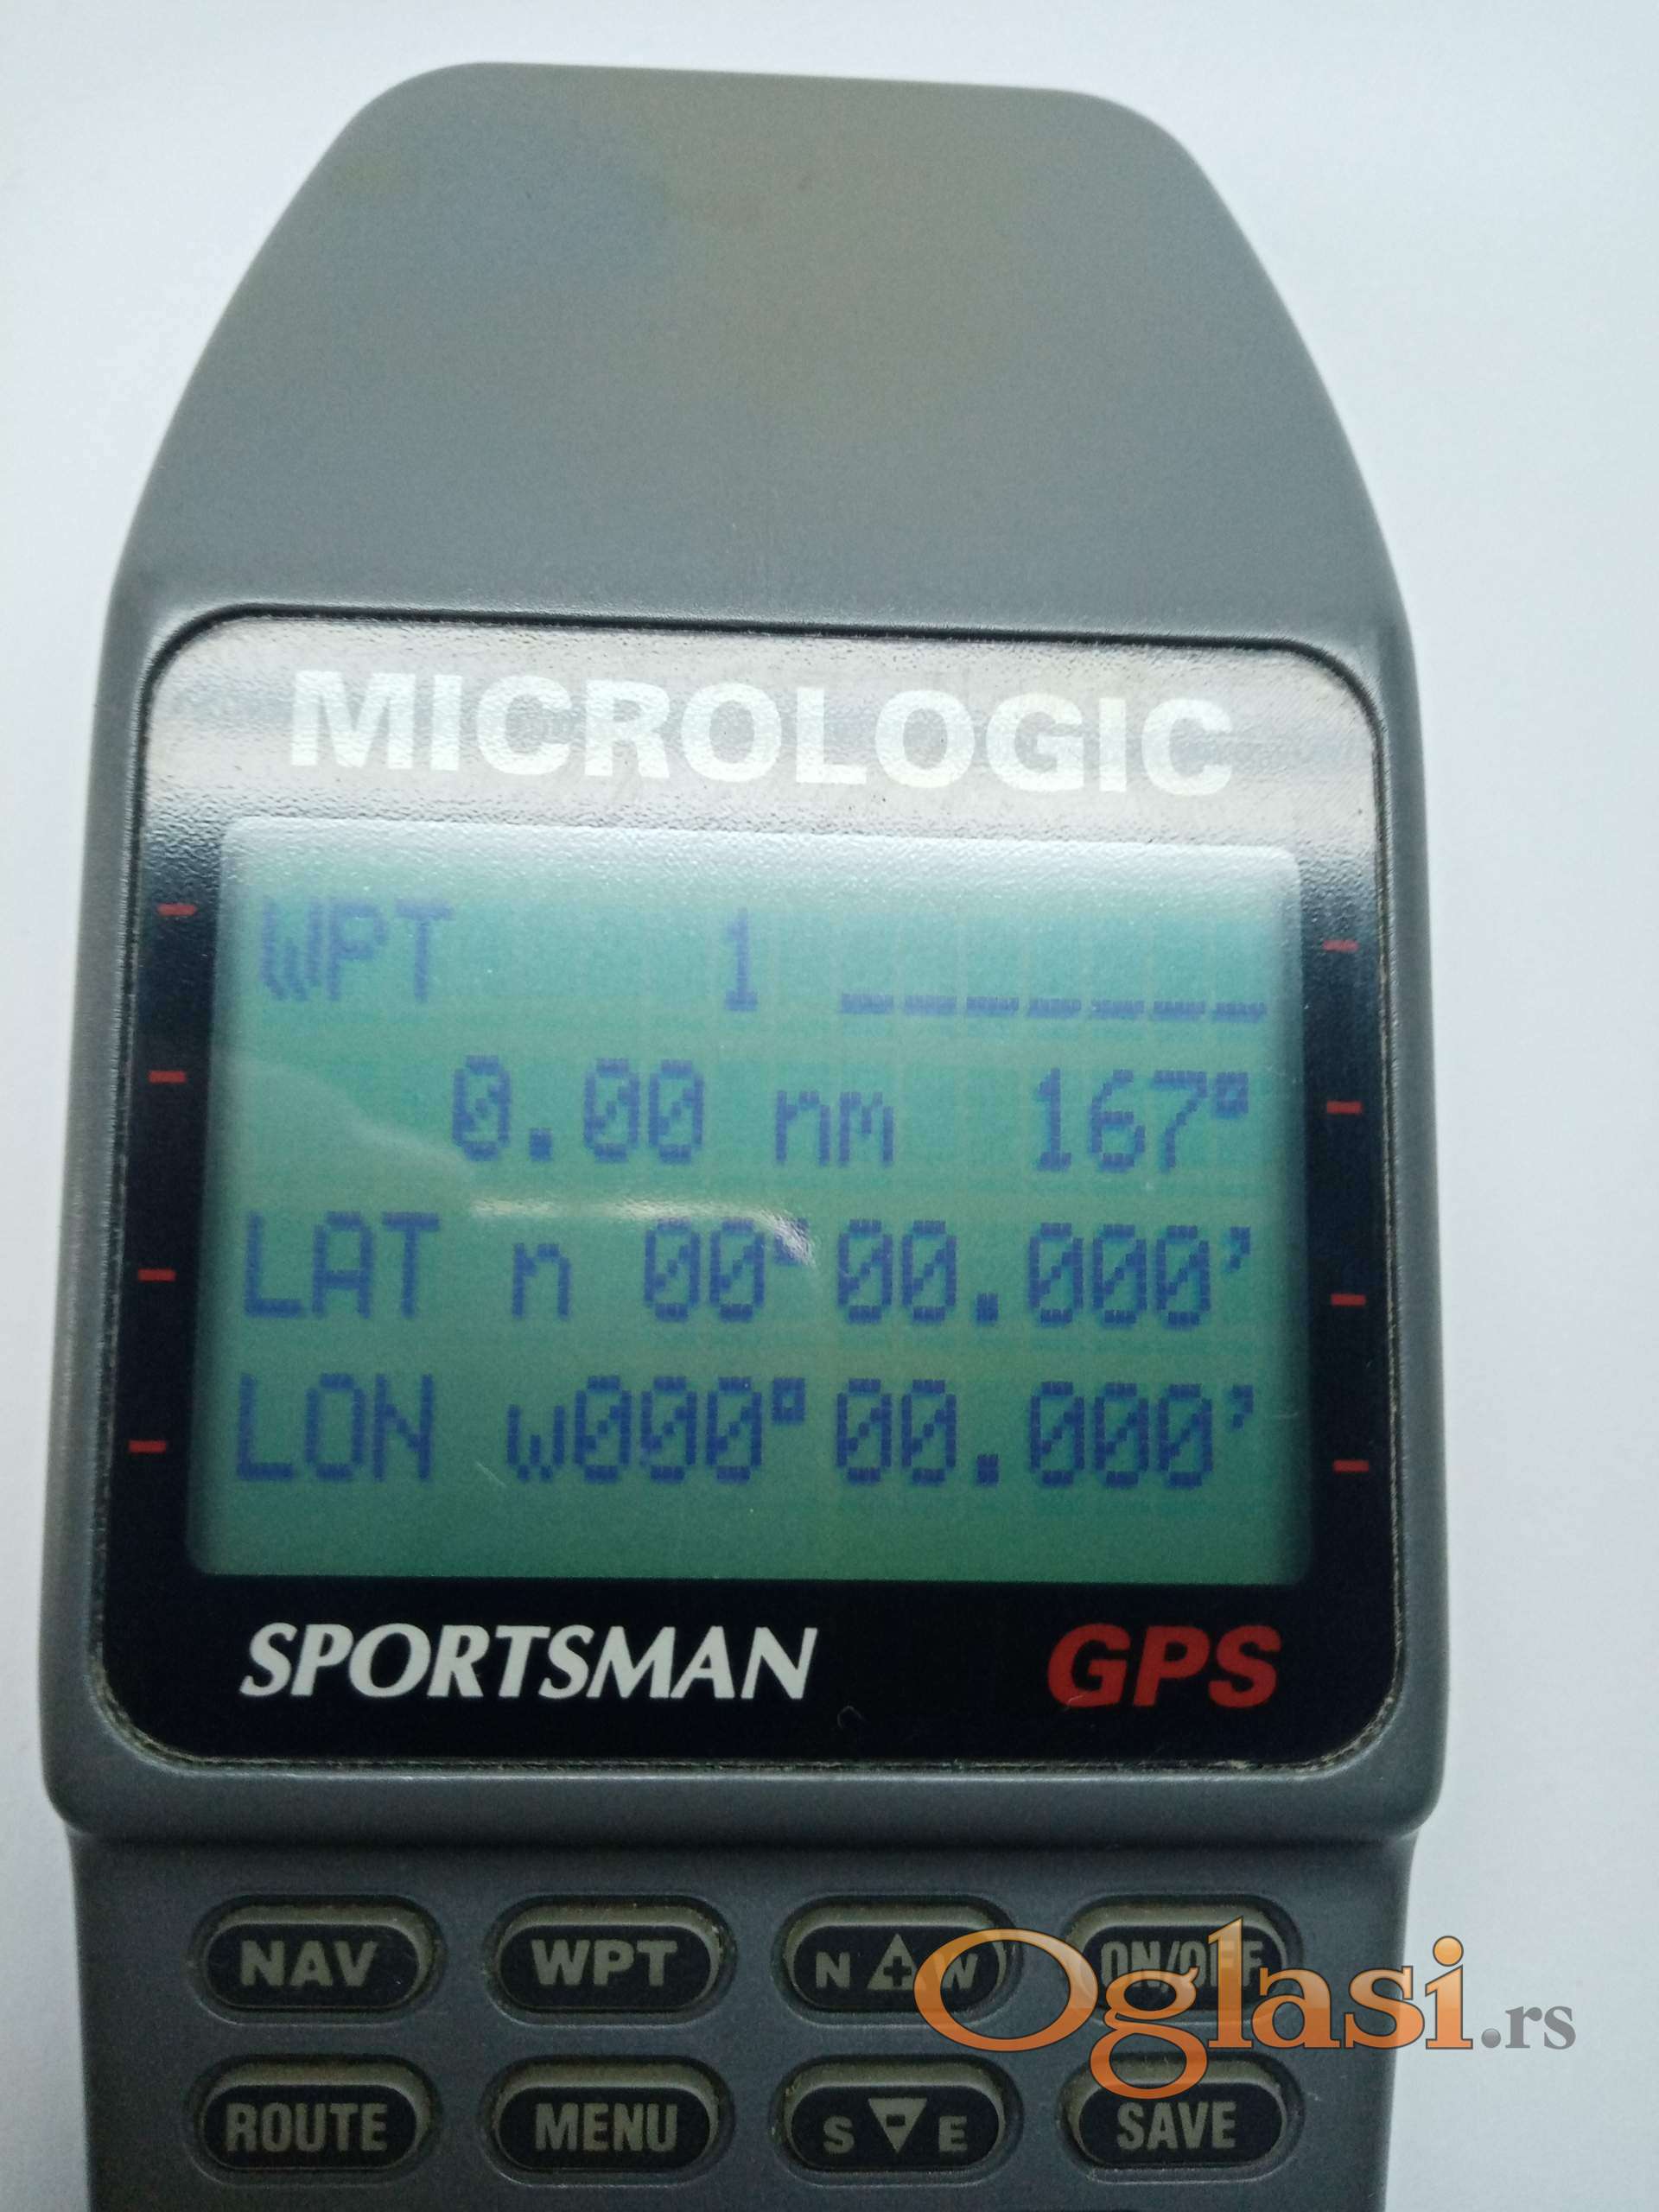 MICROLOGIC
WPT 1 _______
0.00 nm 167°
LAT n 00°00.000'
LON w000°00.000'
SPORTSMAN GPS
NAV WPT N W ON/OFF
ROUTE MENU S E SAVE
Oglasi.rs